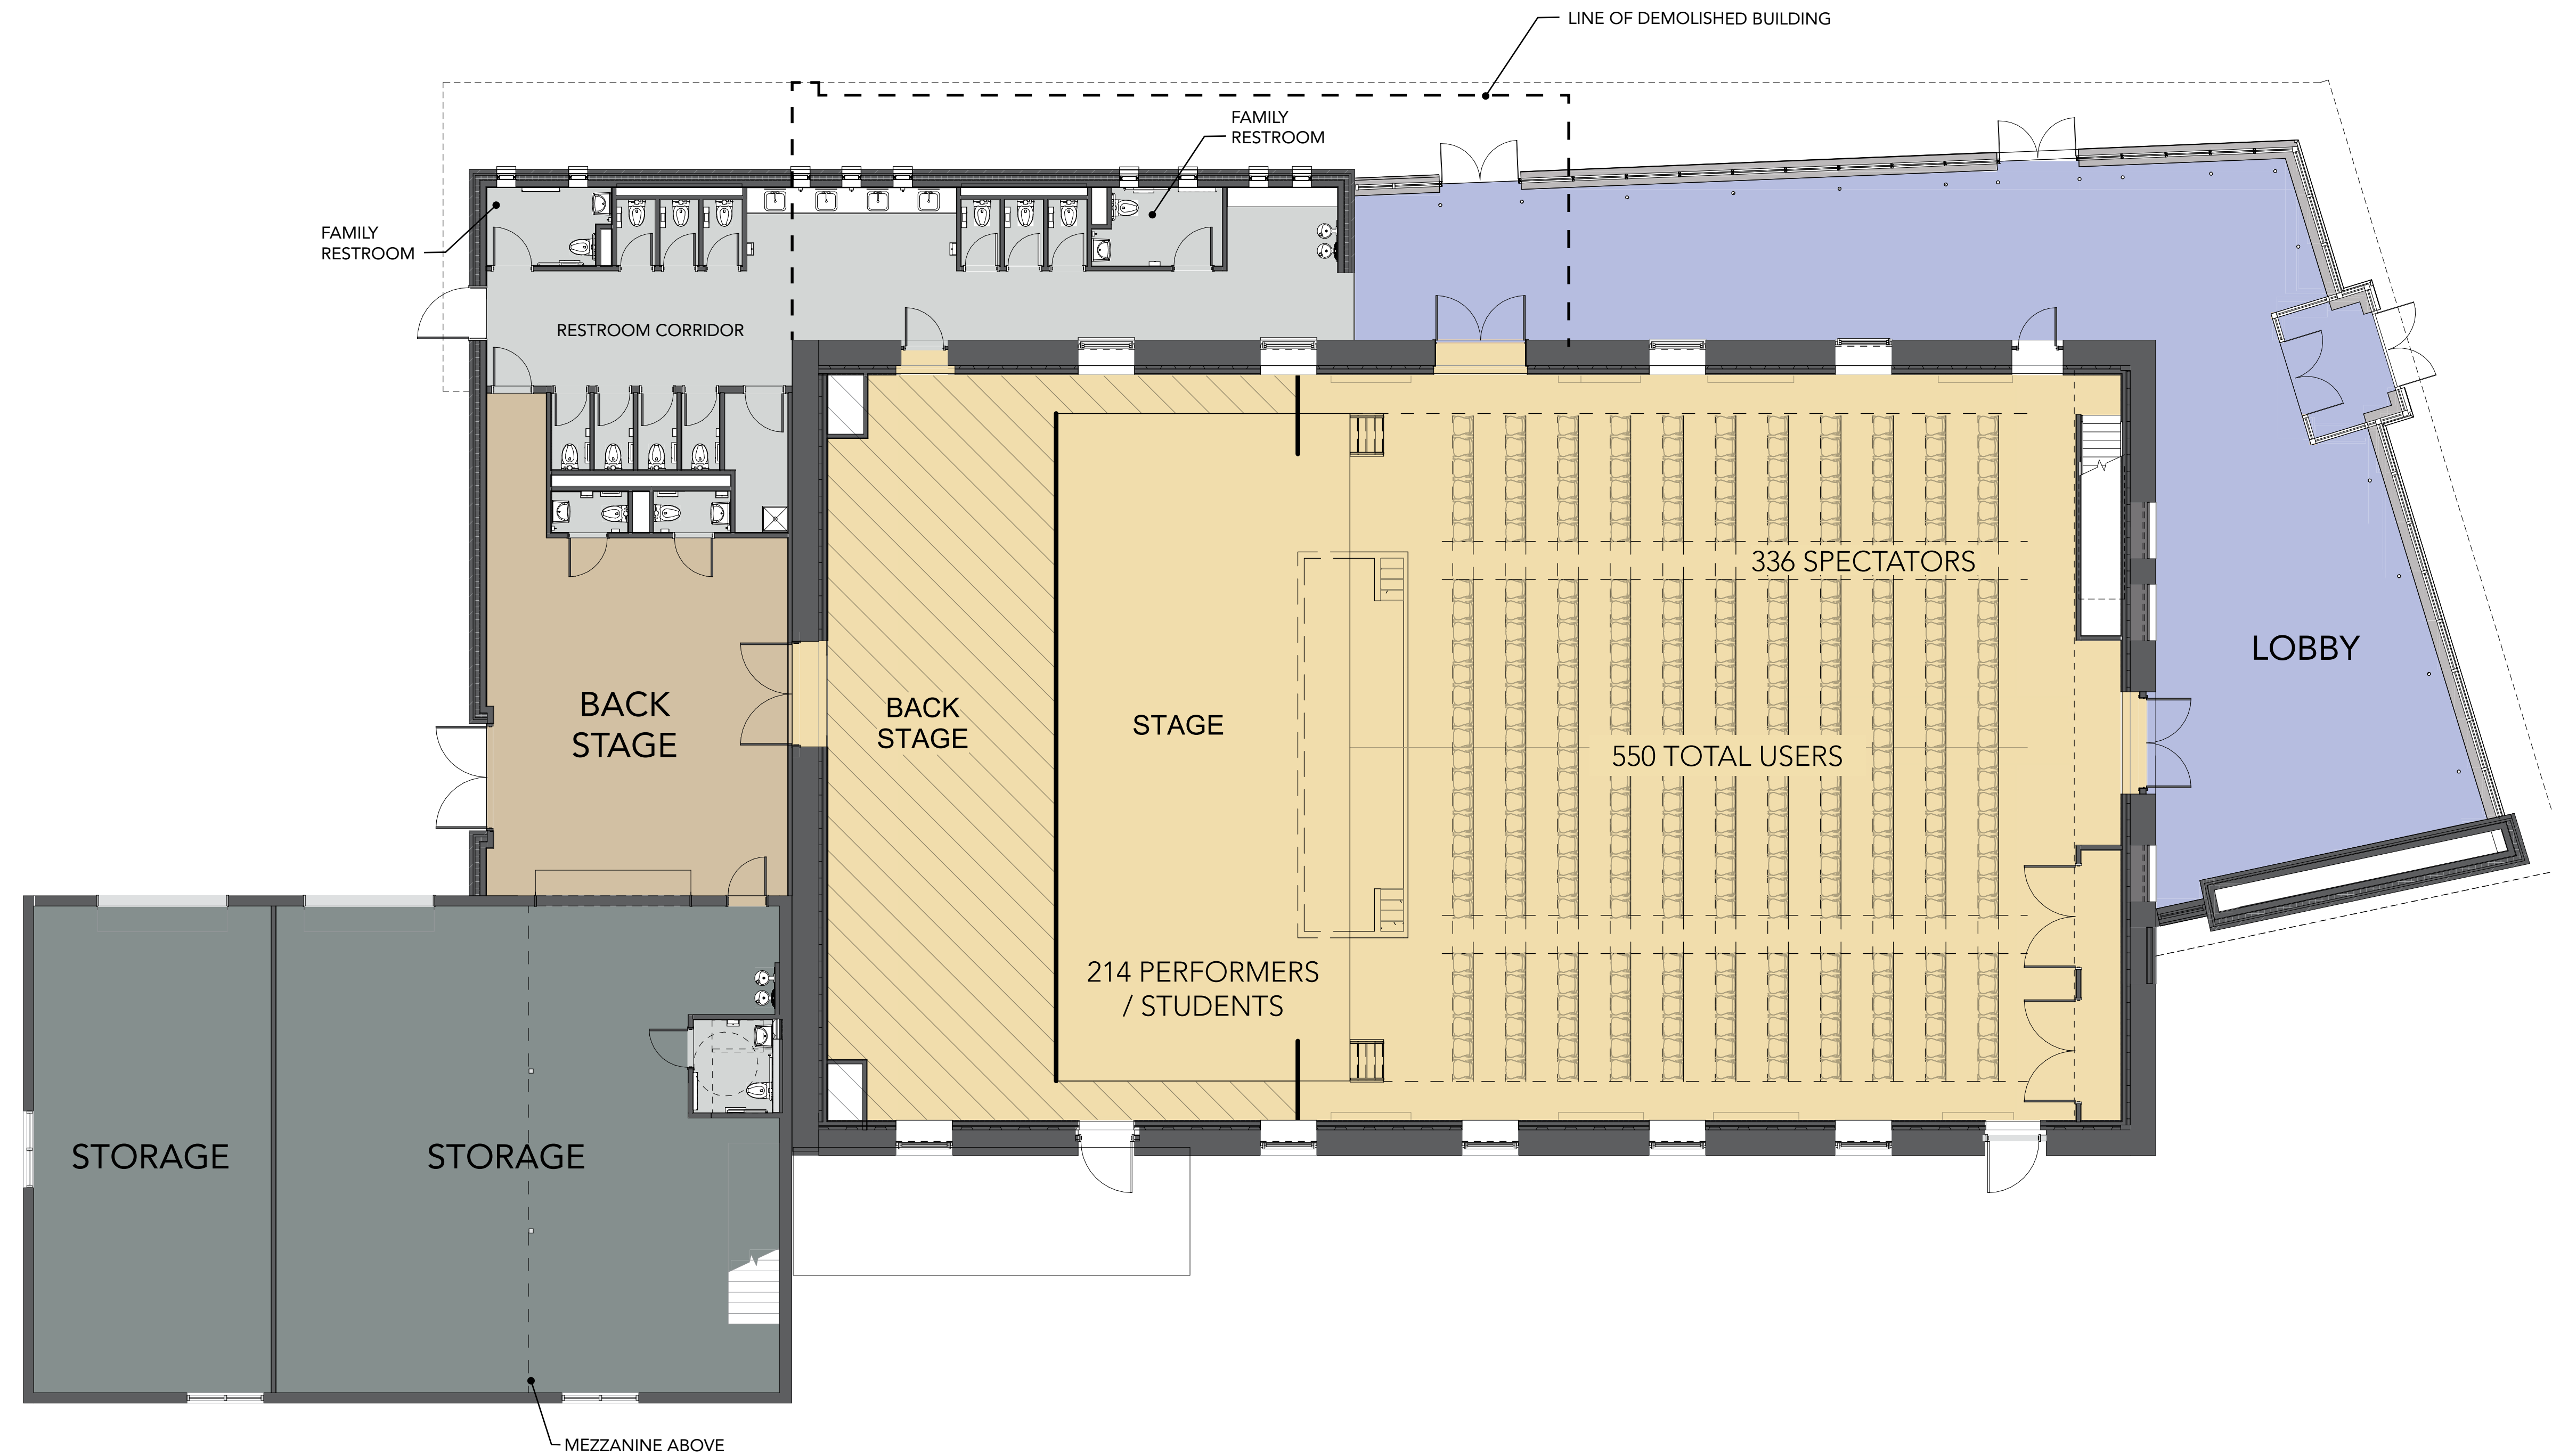 LINE OF DEMOLISHED BUILDING
FAMILY
RESTROOM
FAMILY
RESTROOM
RESTROOM CORRIDOR
336 SPECTATORS
LOBBY
BACK
STAGE
BACK
STAGE
STAGE
550 TOTAL USERS
214 PERFORMERS
/ STUDENTS
STORAGE
STORAGE
MEZZANINE ABOVE